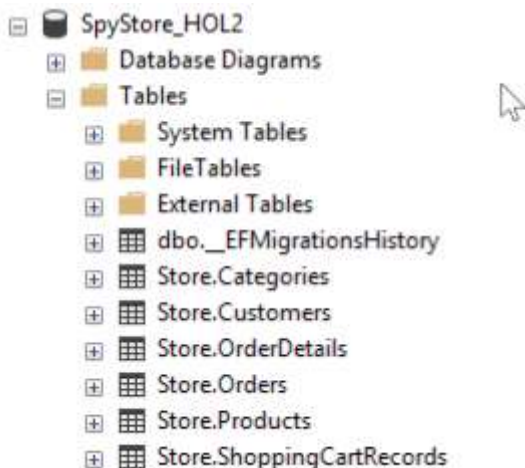 SpyStore_HOL2
Database Diagrams
Tables
System Tables
FileTables
External Tables
dbo.__EFMigrationsHistory
Store.Categories
Store.Customers
Store.OrderDetails
Store.Orders
Store.Products
Store.ShoppingCartRecords